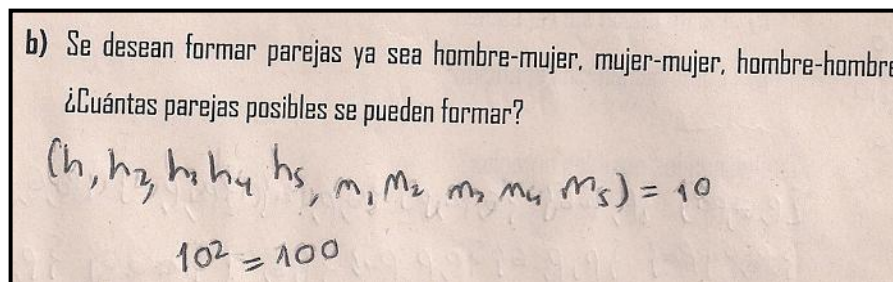 b) Se desean formar parejas ya sea hombre-mujer, mujer-mujer, hombre-hombre
¿Cuántas parejas posibles se pueden formar?
(h, h2, h3 h4 h5, m, m2 m3 m4 m5) = 10
10² = 100